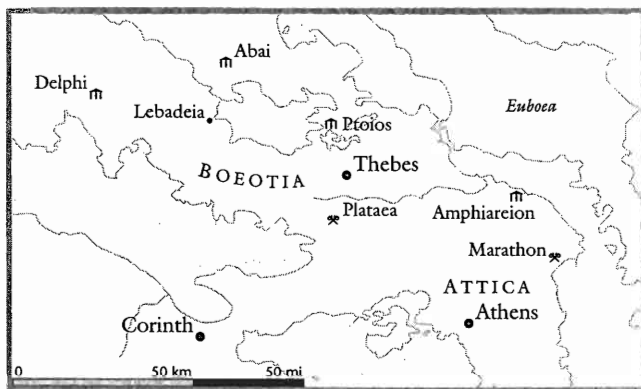 Abai
Delphi
Lebadeia
Ptoios
Euboea
BOEOTIA
Thebes
Plataea
Amphiareion
Marathon
ATTICA
Corinth
Athens
0 50 km 50 mi